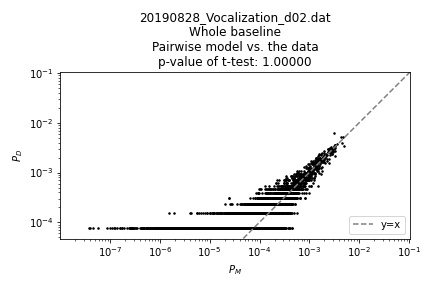 20190828_Vocalization_d02.dat
Whole baseline
Pairwise model vs. the data
p-value of t-test: 1.00000
10⁻¹
10⁻²
10⁻³
10⁻⁴
P_D
y=x
10⁻⁷ 10⁻⁶ 10⁻⁵ 10⁻⁴ 10⁻³ 10⁻² 10⁻¹
P_M